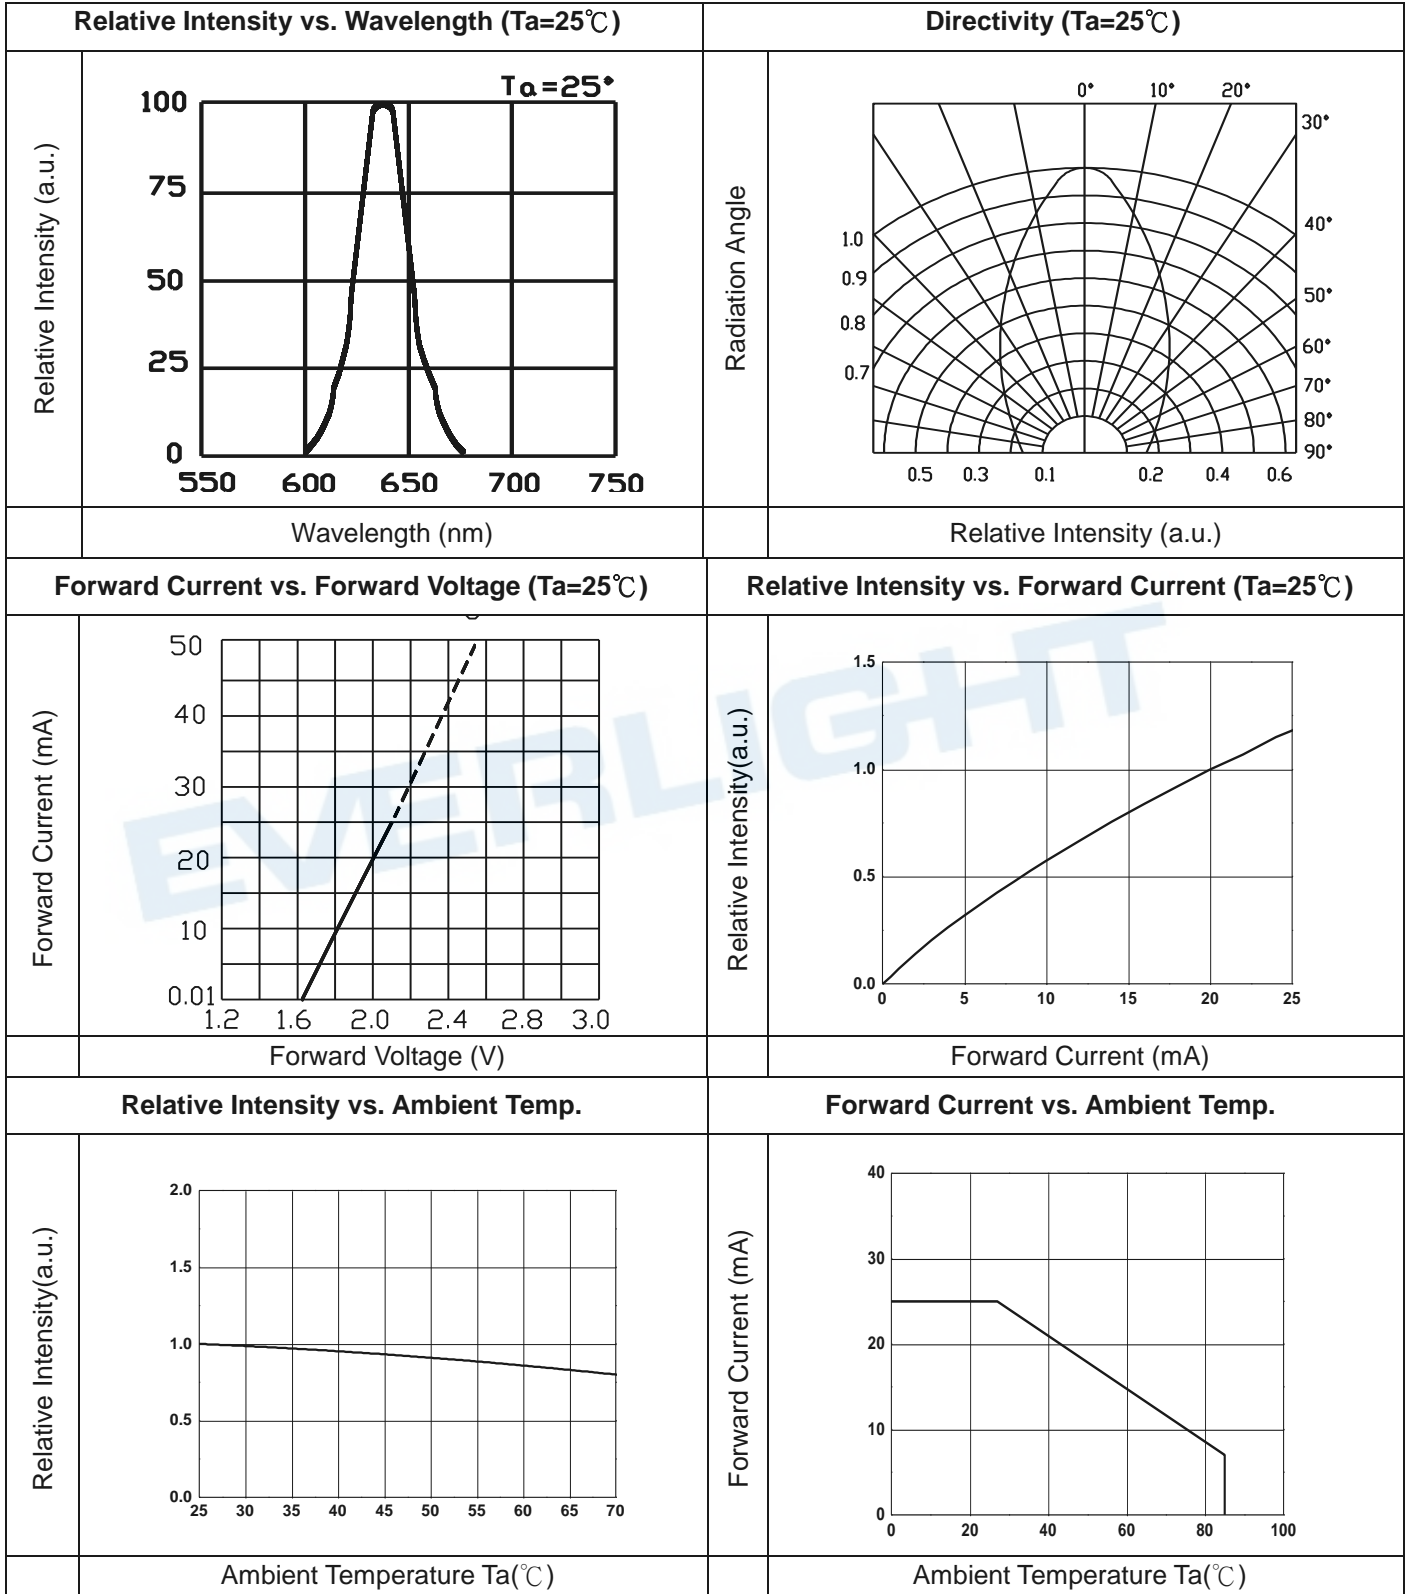 Relative Intensity vs. Wavelength (Ta=25℃)
Directivity (Ta=25℃)
Relative Intensity (a.u.)
Ta=25°
100
75
50
25
0
550 600 650 700 750
Wavelength (nm)
Radiation Angle
0° 10° 20°
30°
40°
50°
60°
70°
80°
90°
1.0
0.9
0.8
0.7
0.5 0.3 0.1 0.2 0.4 0.6
Relative Intensity (a.u.)
Forward Current vs. Forward Voltage (Ta=25℃)
Relative Intensity vs. Forward Current (Ta=25℃)
EVERLIGHT
Forward Current (mA)
50
40
30
20
10
0.01
1.2 1.6 2.0 2.4 2.8 3.0
Forward Voltage (V)
Relative Intensity(a.u.)
1.5
1.0
0.5
0.0
0 5 10 15 20 25
Forward Current (mA)
Relative Intensity vs. Ambient Temp.
Forward Current vs. Ambient Temp.
Relative Intensity(a.u.)
2.0
1.5
1.0
0.5
0.0
25 30 35 40 45 50 55 60 65 70
Ambient Temperature Ta(℃)
Forward Current (mA)
40
30
20
10
0
0 20 40 60 80 100
Ambient Temperature Ta(℃)